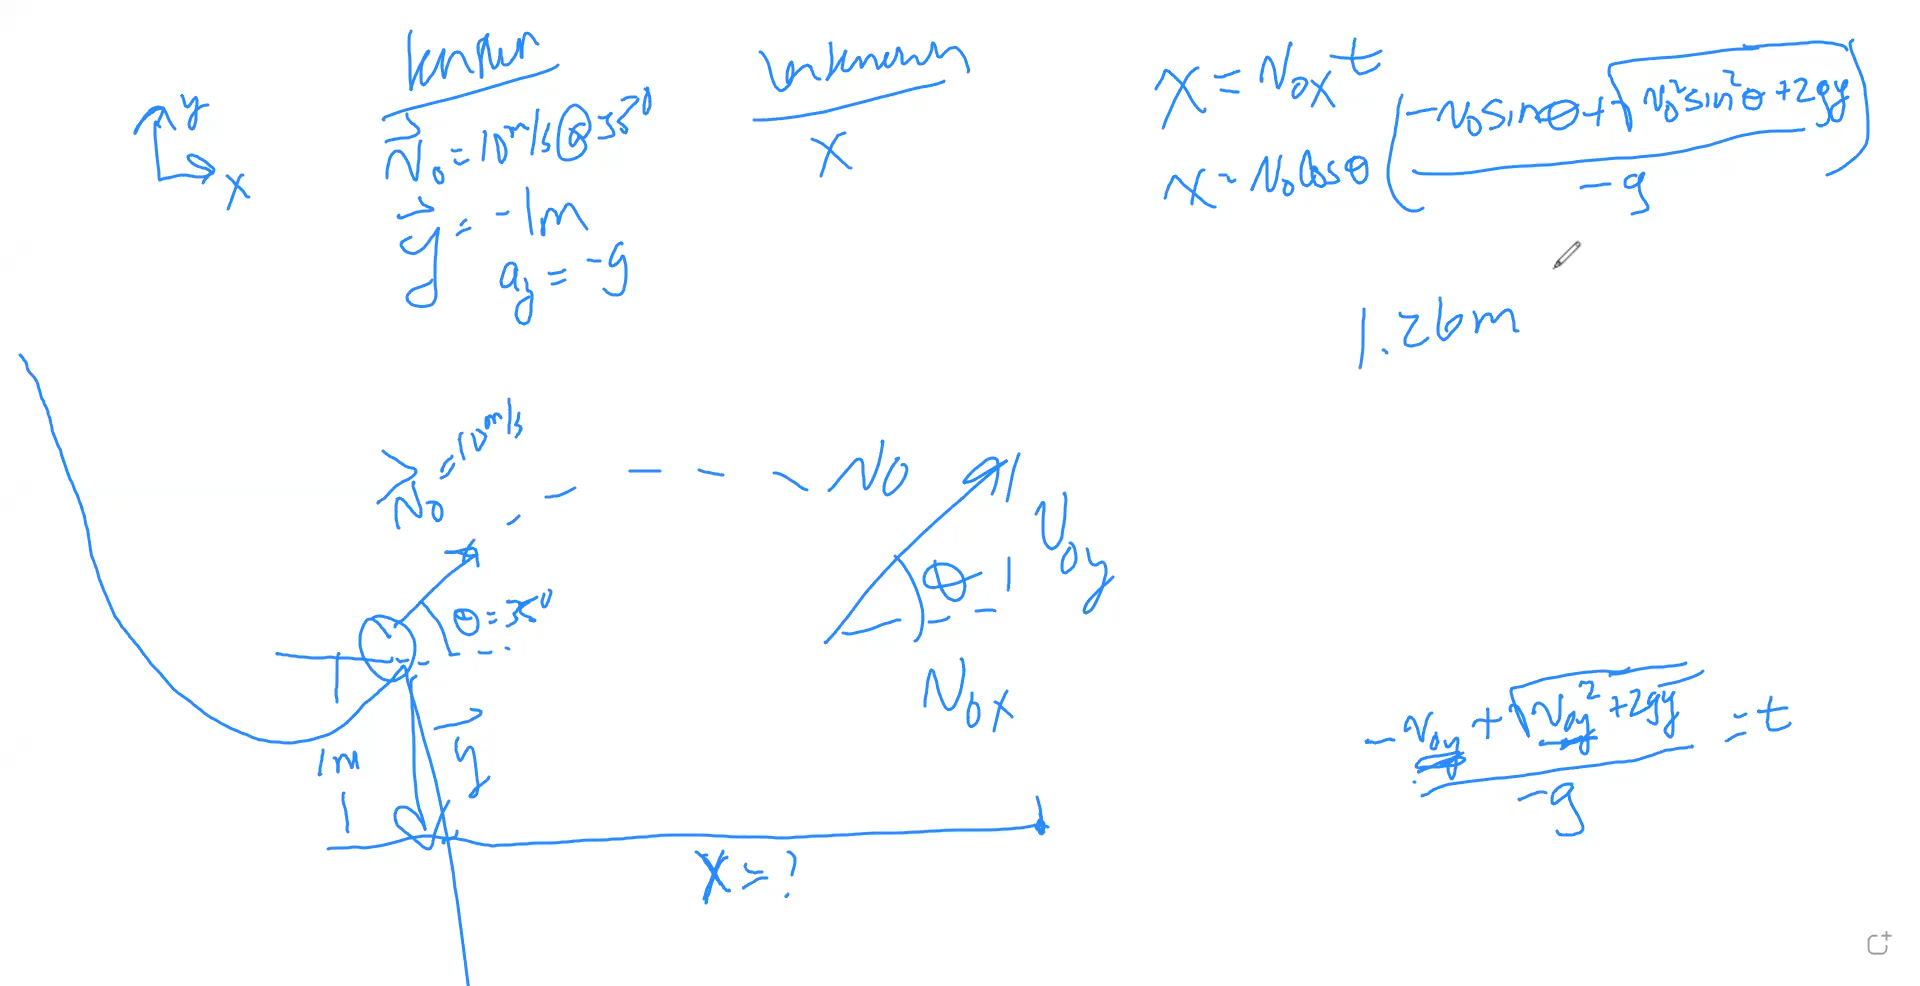 known
unknown
y
x
v₀ = 10 m/s @ 35°
y = -1m
a_y = -g
x
x = v₀ₓt
x = v₀cosθ ( (-v₀sinθ + √(v₀²sin²θ + 2gy)) / -g )
1.26m
v₀ = 10 m/s
θ = 35°
1m
y
x = ?
v₀
θ
v₀y
v₀ₓ
(-v₀y + √(v₀y² + 2gy)) / -g = t